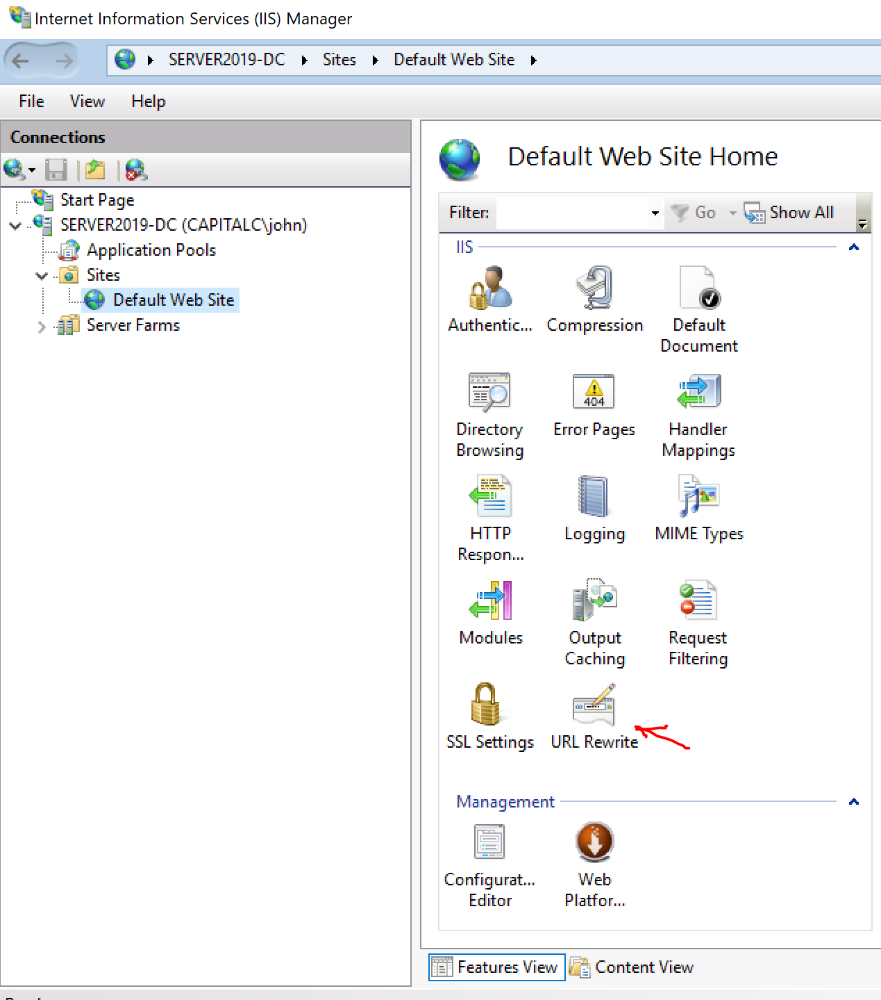 Internet Information Services (IIS) Manager
SERVER2019-DC Sites Default Web Site
File View Help
Connections
Start Page
SERVER2019-DC (CAPITALC\john)
Application Pools
Sites
Default Web Site
Server Farms
Default Web Site Home
Filter: Go Show All
IIS
Authentic... Compression Default
Document
Directory
Browsing Error Pages Handler
Mappings
404
HTTP
Respon... Logging MIME Types
Modules Output
Caching Request
Filtering
SSL Settings URL Rewrite
Management
Configurat...
Editor Web
Platfor...
Features View Content View